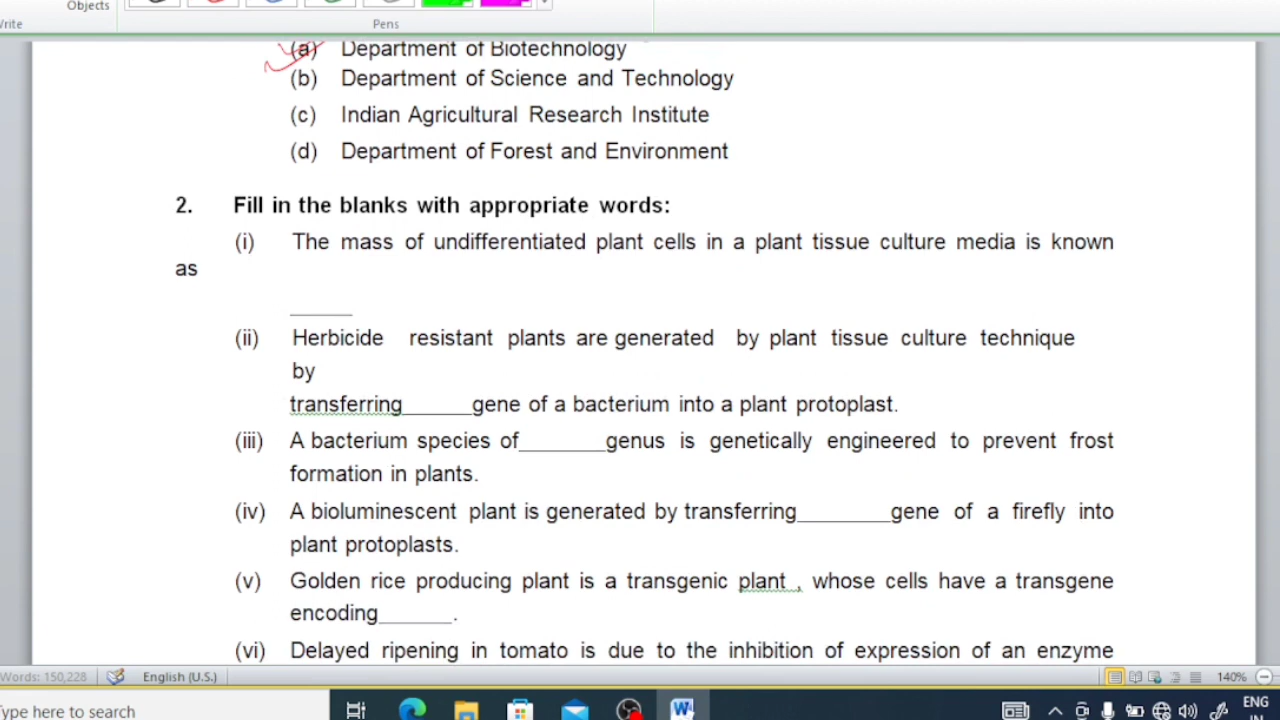 Objects
Write
Pens
(a) Department of Biotechnology
(b) Department of Science and Technology
(c) Indian Agricultural Research Institute
(d) Department of Forest and Environment
2. Fill in the blanks with appropriate words:
(i) The mass of undifferentiated plant cells in a plant tissue culture media is known
as
_____
(ii) Herbicide resistant plants are generated by plant tissue culture technique
by
transferring______gene of a bacterium into a plant protoplast.
(iii) A bacterium species of_______genus is genetically engineered to prevent frost
formation in plants.
(iv) A bioluminescent plant is generated by transferring________gene of a firefly into
plant protoplasts.
(v) Golden rice producing plant is a transgenic plant , whose cells have a transgene
encoding______.
(vi) Delayed ripening in tomato is due to the inhibition of expression of an enzyme
Words: 150,228 English (U.S.) 140%
Type here to search
ENG
IN